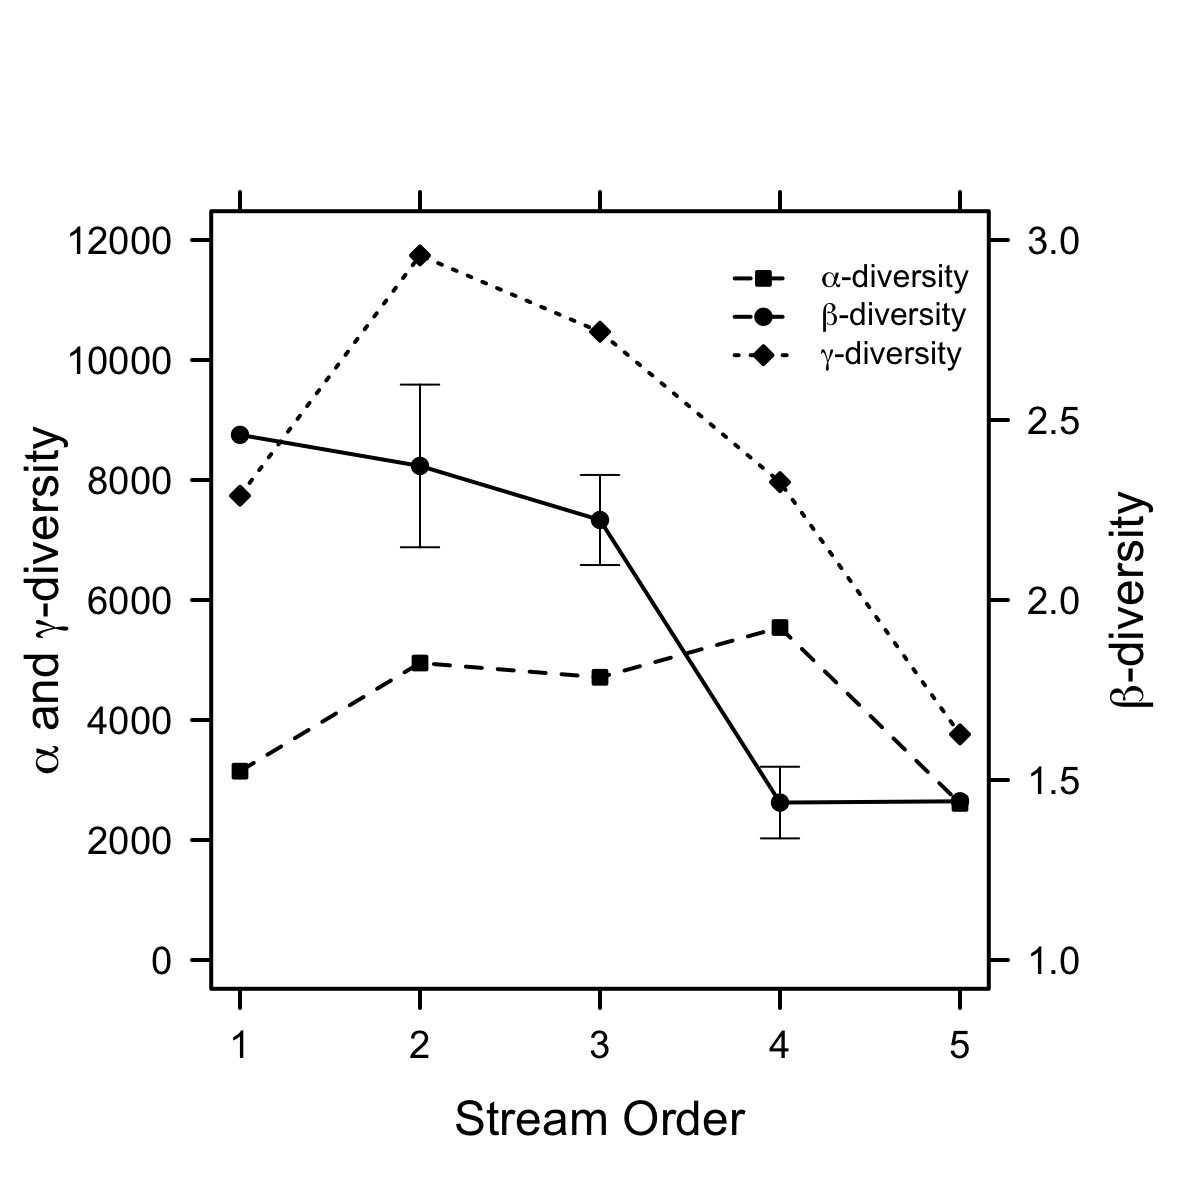 12000
10000
8000
6000
4000
2000
0
α and γ-diversity
α-diversity
β-diversity
γ-diversity
3.0
2.5
2.0
1.5
1.0
β-diversity
1 2 3 4 5
Stream Order